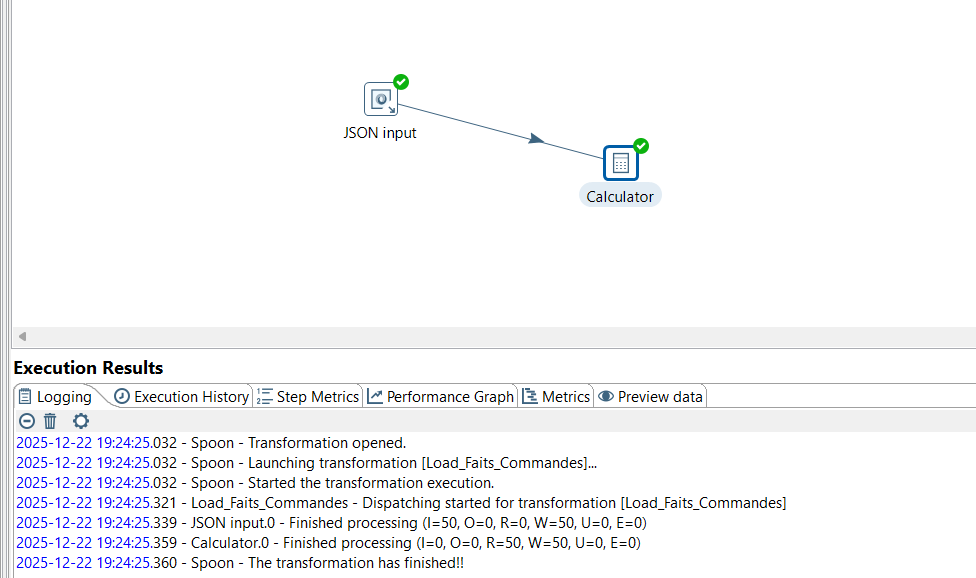 JSON input
Calculator
Execution Results
Logging Execution History Step Metrics Performance Graph Metrics Preview data
2025-12-22 19:24:25.032 - Spoon - Transformation opened.
2025-12-22 19:24:25.032 - Spoon - Launching transformation [Load_Faits_Commandes]...
2025-12-22 19:24:25.032 - Spoon - Started the transformation execution.
2025-12-22 19:24:25.321 - Load_Faits_Commandes - Dispatching started for transformation [Load_Faits_Commandes]
2025-12-22 19:24:25.339 - JSON input.0 - Finished processing (I=50, O=0, R=0, W=50, U=0, E=0)
2025-12-22 19:24:25.359 - Calculator.0 - Finished processing (I=0, O=0, R=50, W=50, U=0, E=0)
2025-12-22 19:24:25.360 - Spoon - The transformation has finished!!